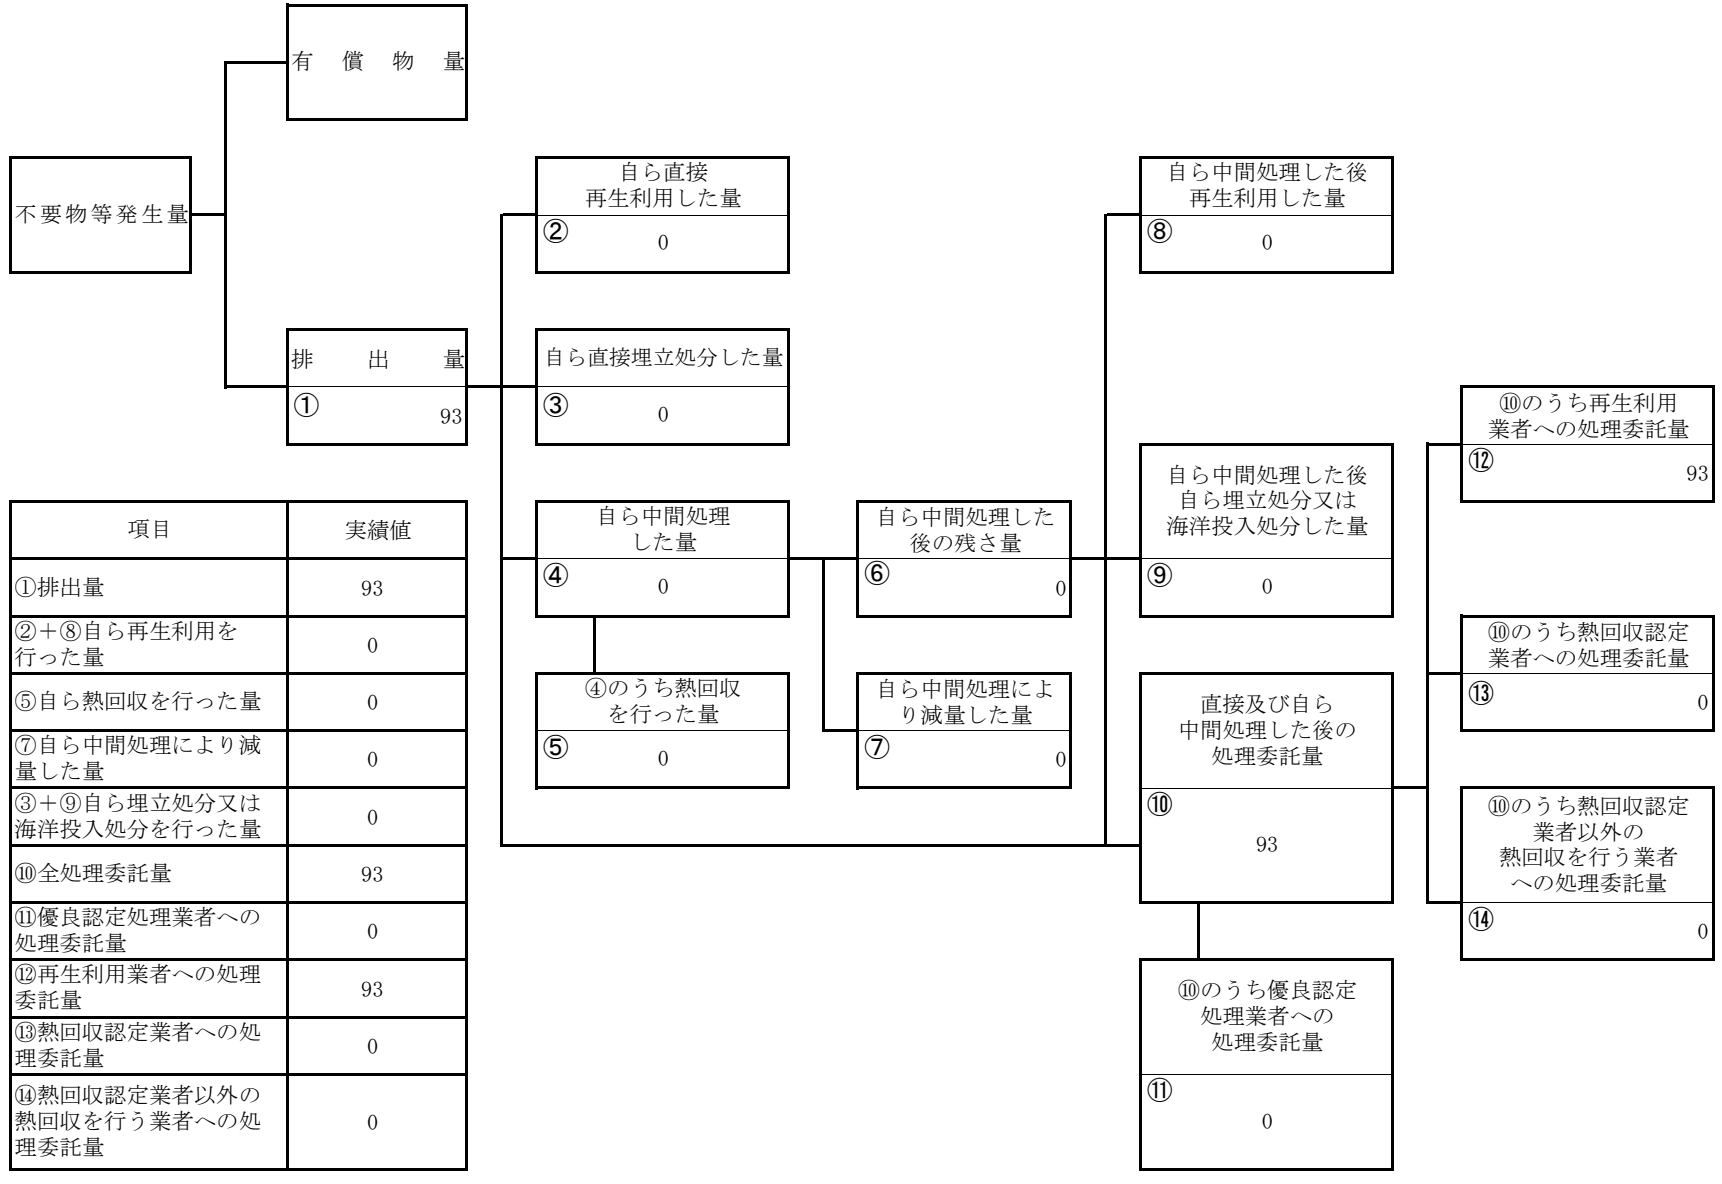 有償物量
不要物等発生量
排出量
①
93
自ら直接
再生利用した量
②
0
自ら直接埋立処分した量
③
0
自ら中間処理
した量
④
0
④のうち熱回収
を行った量
⑤
0
自ら中間処理した
後の残さ量
⑥
0
自ら中間処理によ
り減量した量
⑦
0
自ら中間処理した後
再生利用した量
⑧
0
自ら中間処理した後
自ら埋立処分又は
海洋投入処分した量
⑨
0
直接及び自ら
中間処理した後の
処理委託量
⑩
93
⑩のうち優良認定
処理業者への
処理委託量
⑪
0
⑩のうち再生利用
業者への処理委託量
⑫
93
⑩のうち熱回収認定
業者への処理委託量
⑬
0
⑩のうち熱回収認定
業者以外の
熱回収を行う業者
への処理委託量
⑭
0
項目 実績値
①排出量 93
②＋⑧自ら再生利用を
行った量 0
⑤自ら熱回収を行った量 0
⑦自ら中間処理により減
量した量 0
③＋⑨自ら埋立処分又は
海洋投入処分を行った量 0
⑩全処理委託量 93
⑪優良認定処理業者への
処理委託量 0
⑫再生利用業者への処理
委託量 93
⑬熱回収認定業者への処
理委託量 0
⑭熱回収認定業者以外の
熱回収を行う業者への処
理委託量 0